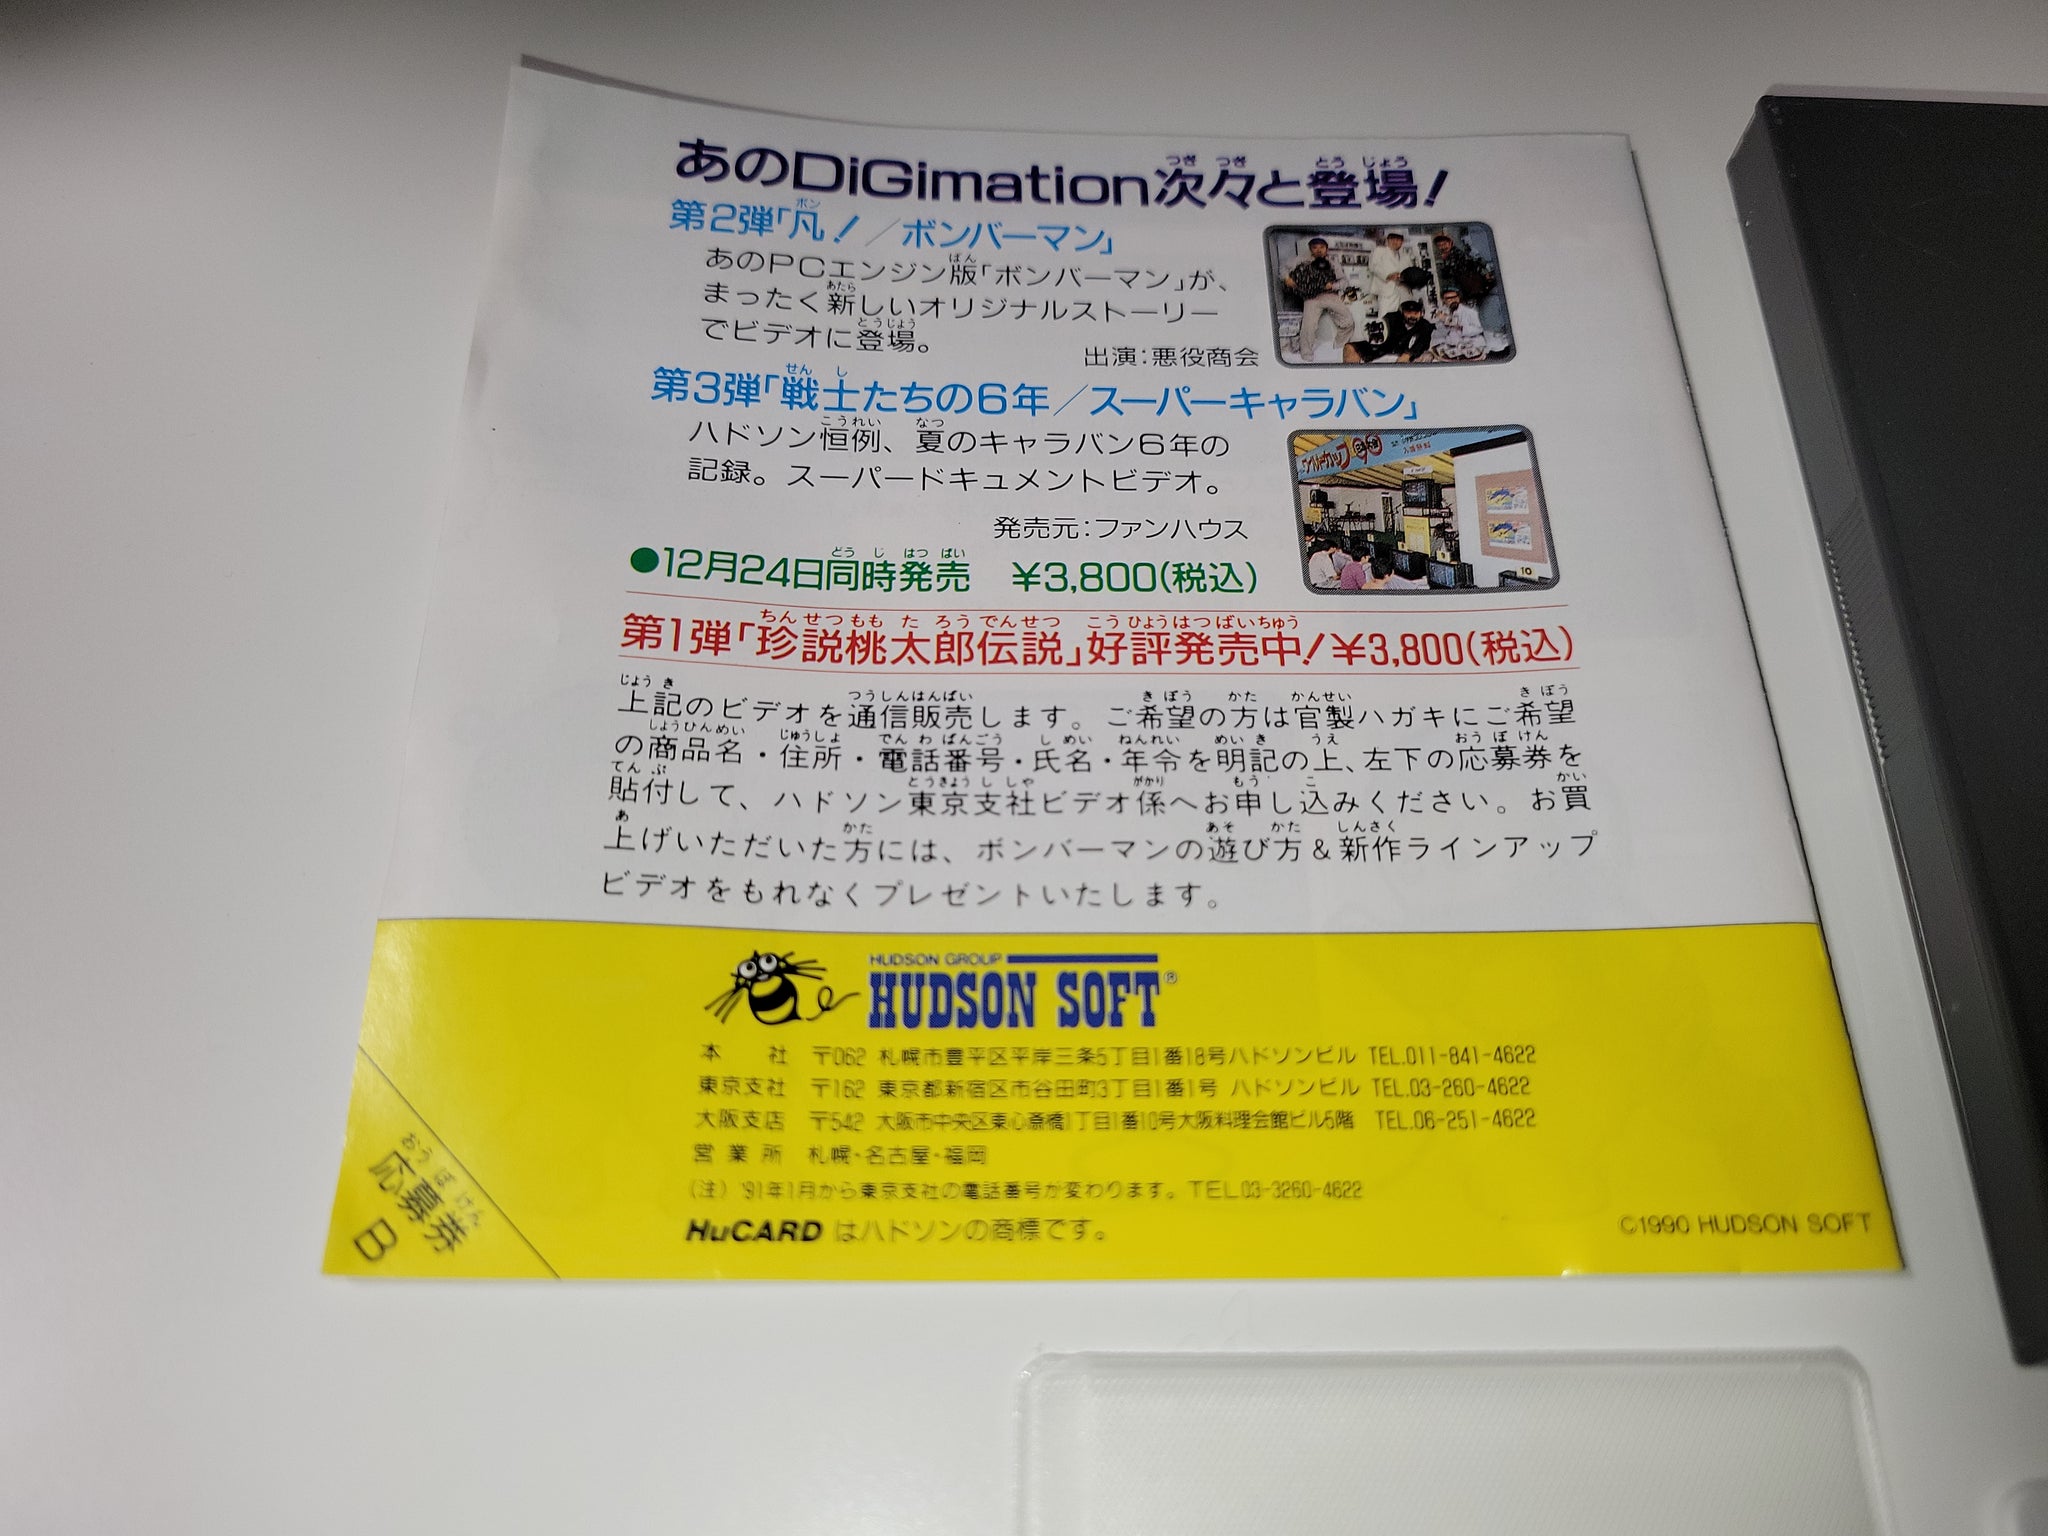 あのDiGimation次々と登場！
第2弾「凡！／ボンバーマン」
あのPCエンジン版「ボンバーマン」が、
まったく新しいオリジナルストーリー
でビデオに登場。
出演：悪役商会
第3弾「戦士たちの6年／スーパーキャラバン」
ハドソン恒例、夏のキャラバン6年の
記録。スーパードキュメントビデオ。
発売元：ファンハウス
●12月24日同時発売　¥3,800(税込)
第1弾「珍説桃太郎伝説」好評発売中！¥3,800(税込)
上記のビデオを通信販売します。ご希望の方は官製ハガキにご希望
の商品名・住所・電話番号・氏名・年令を明記の上、左下の応募券を
貼付して、ハドソン東京支社ビデオ係へお申し込みください。お買
上げいただいた方には、ボンバーマンの遊び方＆新作ラインアップ
ビデオをもれなくプレゼントいたします。
HUDSON GROUP
HUDSON SOFT®
本　社　〒062 札幌市豊平区平岸三条5丁目1番18号ハドソンビル TEL.011-841-4622
東京支社　〒162 東京都新宿区市谷田町3丁目1番1号 ハドソンビル TEL.03-260-4622
大阪支店　〒542 大阪市中央区東心斎橋1丁目1番10号大阪料理会館ビル5階 TEL.06-251-4622
営業所　札幌・名古屋・福岡
(注) '91年1月から東京支社の電話番号が変わります。TEL03-3260-4622
HuCARD はハドソンの商標です。
©1990 HUDSON SOFT
応募券
B